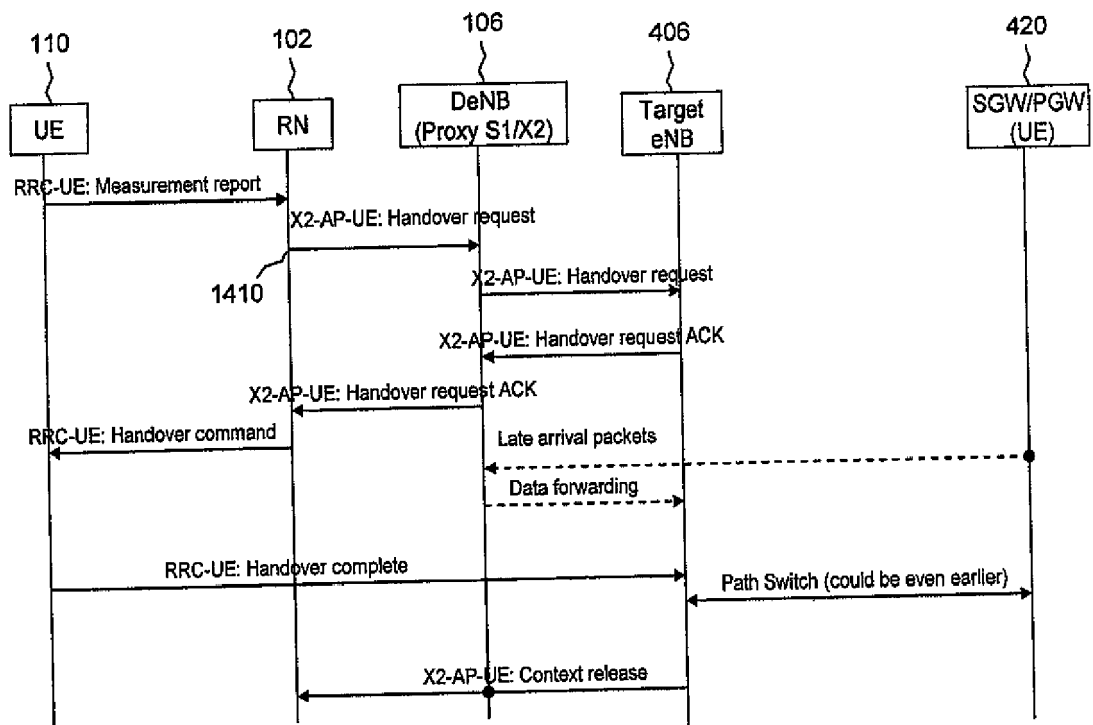 110
102
106
406
420
UE
RN
DeNB
(Proxy S1/X2)
Target
eNB
SGW/PGW
(UE)
RRC-UE: Measurement report
X2-AP-UE: Handover request
1410
X2-AP-UE: Handover request
X2-AP-UE: Handover request ACK
X2-AP-UE: Handover request ACK
RRC-UE: Handover command
Late arrival packets
Data forwarding
RRC-UE: Handover complete
Path Switch (could be even earlier)
X2-AP-UE: Context release